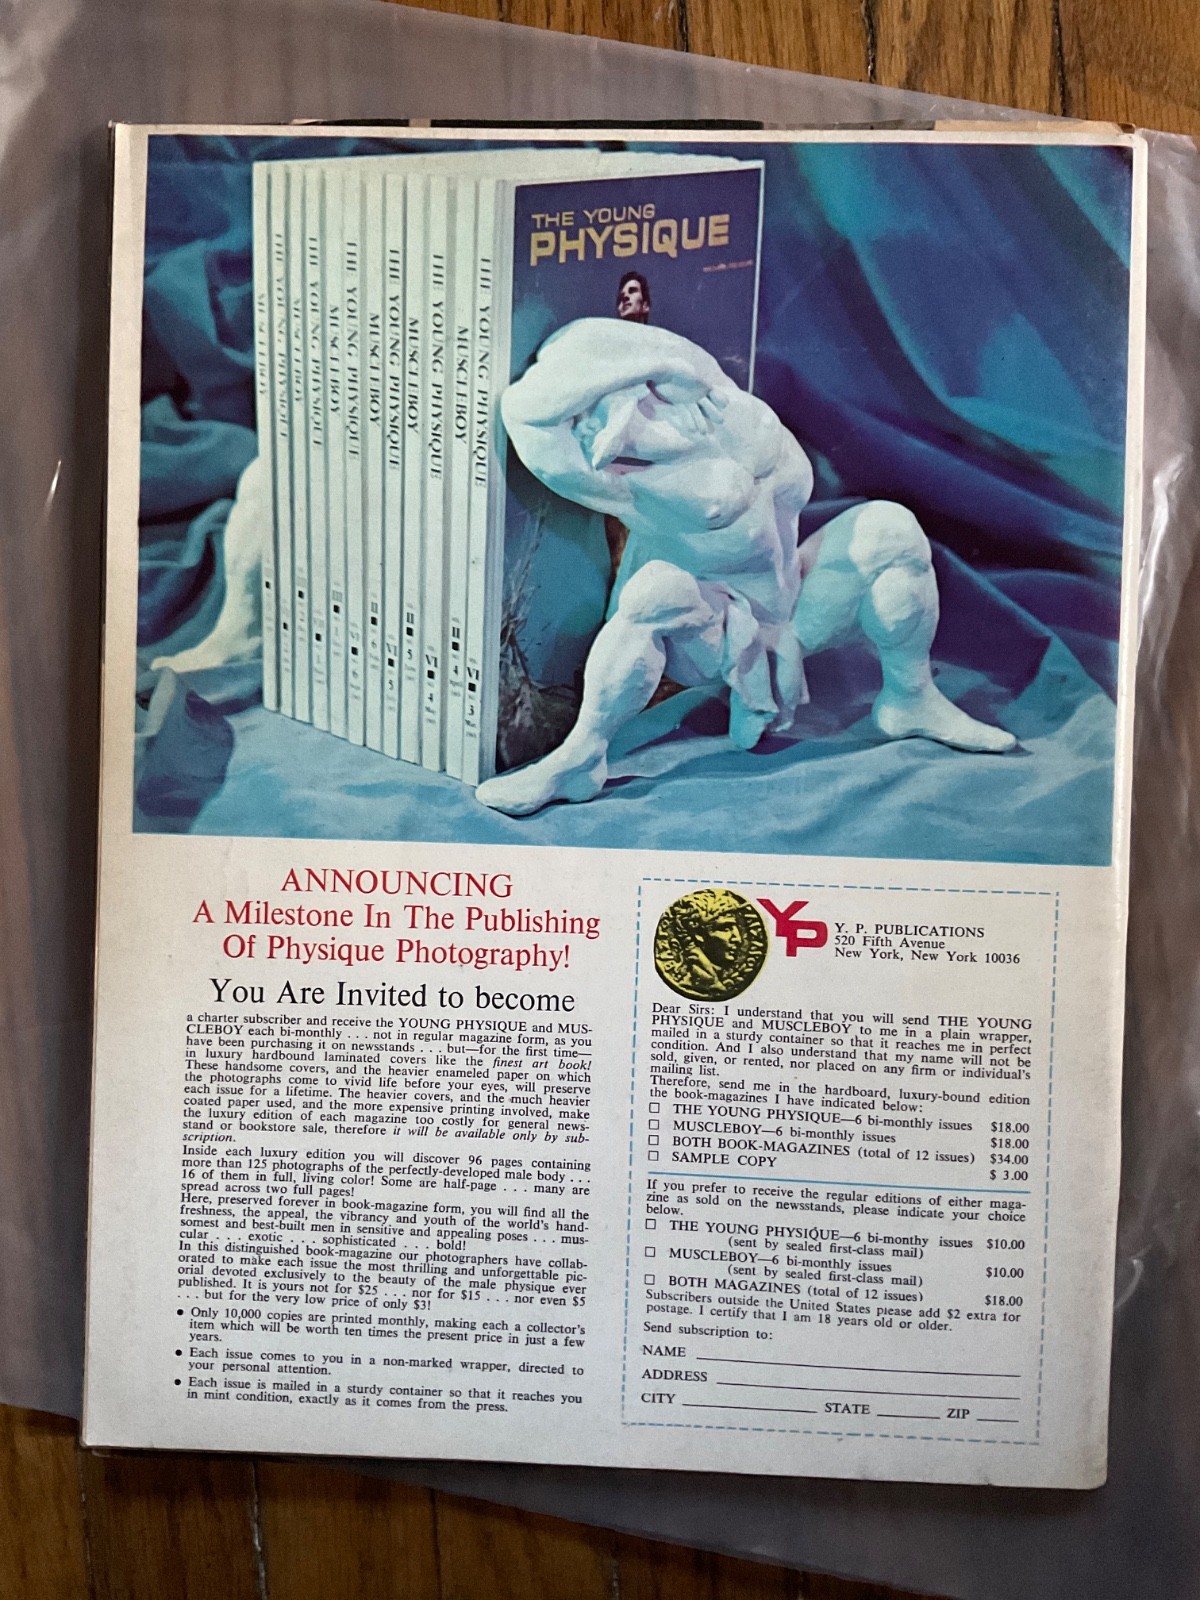 THE YOUNG
PHYSIQUE
THE YOUNG PHYSIQUE
MUSCLEBOY
THE YOUNG PHYSIQUE
MUSCLEBOY
THE YOUNG PHYSIQUE
MUSCLEBOY
THE YOUNG PHYSIQUE
MUSCLEBOY
THE YOUNG PHYSIQUE
MUSCLEBOY
THE YOUNG PHYSIQUE
MUSCLEBOY
ANNOUNCING
A Milestone In The Publishing
Of Physique Photography!
You Are Invited to become
a charter subscriber and receive the YOUNG PHYSIQUE and MUS-
CLEBOY each bi-monthly . . . not in regular magazine form, as you
have been purchasing it on newsstands . . . but—for the first time—
in luxury hardbound laminated covers like the finest art book!
These handsome covers, and the heavier enameled paper on which
the photographs come to vivid life before your eyes, will preserve
each issue for a lifetime. The heavier covers, and the much heavier
coated paper used, and the more expensive printing involved, make
the luxury edition of each magazine too costly for general news-
stand or bookstore sale, therefore it will be available only by sub-
scription.
Inside each luxury edition you will discover 96 pages containing
more than 125 photographs of the perfectly-developed male body . . .
16 of them in full, living color! Some are half-page . . . many are
spread across two full pages!
Here, preserved forever in book-magazine form, you will find all the
freshness, the appeal, the vibrancy and youth of the world's hand-
somest and best-built men in sensitive and appealing poses . . . mus-
cular . . . exotic . . . sophisticated . . . bold!
In this distinguished book-magazine our photographers have collab-
orated to make each issue the most thrilling and unforgettable pic-
orial devoted exclusively to the beauty of the male physique ever
published. It is yours not for $25 . . . nor for $15 . . . nor even $5
. . . but for the very low price of only $3!
• Only 10,000 copies are printed monthly, making each a collector's
item which will be worth ten times the present price in just a few
years.
• Each issue comes to you in a non-marked wrapper, directed to
your personal attention.
• Each issue is mailed in a sturdy container so that it reaches you
in mint condition, exactly as it comes from the press.
YP
Y. P. PUBLICATIONS
520 Fifth Avenue
New York, New York 10036
Dear Sirs: I understand that you will send THE YOUNG
PHYSIQUE and MUSCLEBOY to me in a plain wrapper,
mailed in a sturdy container so that it reaches me in perfect
condition. And I also understand that my name will not be
sold, given, or rented, nor placed on any firm or individual's
mailing list.
Therefore, send me in the hardboard, luxury-bound edition
the book-magazines I have indicated below:
☐ THE YOUNG PHYSIQUE—6 bi-monthly issues $18.00
☐ MUSCLEBOY—6 bi-monthly issues $18.00
☐ BOTH BOOK-MAGAZINES (total of 12 issues) $34.00
☐ SAMPLE COPY $ 3.00
If you prefer to receive the regular editions of either maga-
zine as sold on the newsstands, please indicate your choice
below.
☐ THE YOUNG PHYSIQUE—6 bi-monthy issues $10.00
(sent by sealed first-class mail)
☐ MUSCLEBOY—6 bi-monthly issues
(sent by sealed first-class mail) $10.00
☐ BOTH MAGAZINES (total of 12 issues) $18.00
Subscribers outside the United States please add $2 extra for
postage. I certify that I am 18 years old or older.
Send subscription to:
NAME
ADDRESS
CITY STATE ZIP